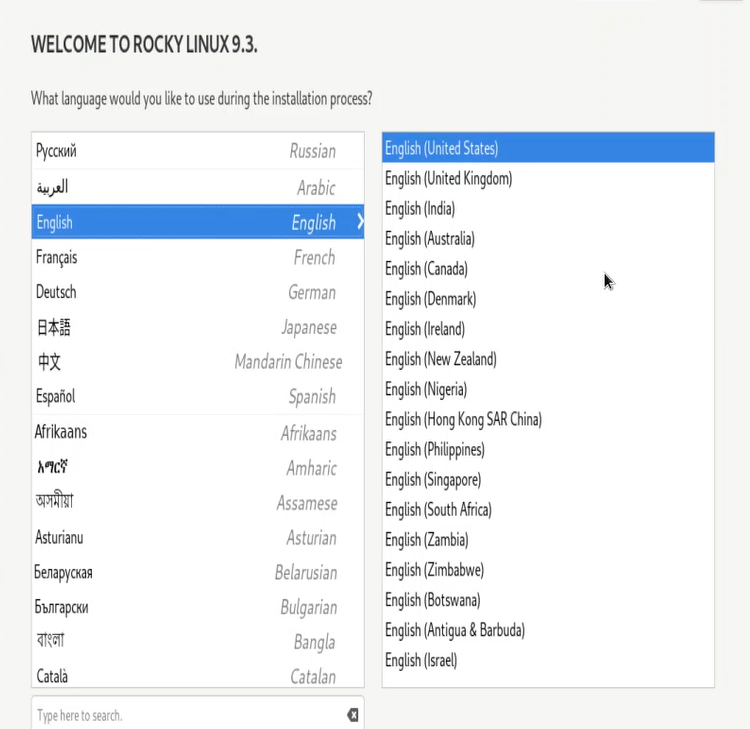 WELCOME TO ROCKY LINUX 9.3.
What language would you like to use during the installation process?
Русский Russian
العربية Arabic
English English
Français French
Deutsch German
日本語 Japanese
中文 Mandarin Chinese
Español Spanish
Afrikaans Afrikaans
አማርኛ Amharic
অসমীয়া Assamese
Asturianu Asturian
Беларуская Belarusian
Български Bulgarian
বাংলা Bangla
Català Catalan
Type here to search.
English (United States)
English (United Kingdom)
English (India)
English (Australia)
English (Canada)
English (Denmark)
English (Ireland)
English (New Zealand)
English (Nigeria)
English (Hong Kong SAR China)
English (Philippines)
English (Singapore)
English (South Africa)
English (Zambia)
English (Zimbabwe)
English (Botswana)
English (Antigua & Barbuda)
English (Israel)